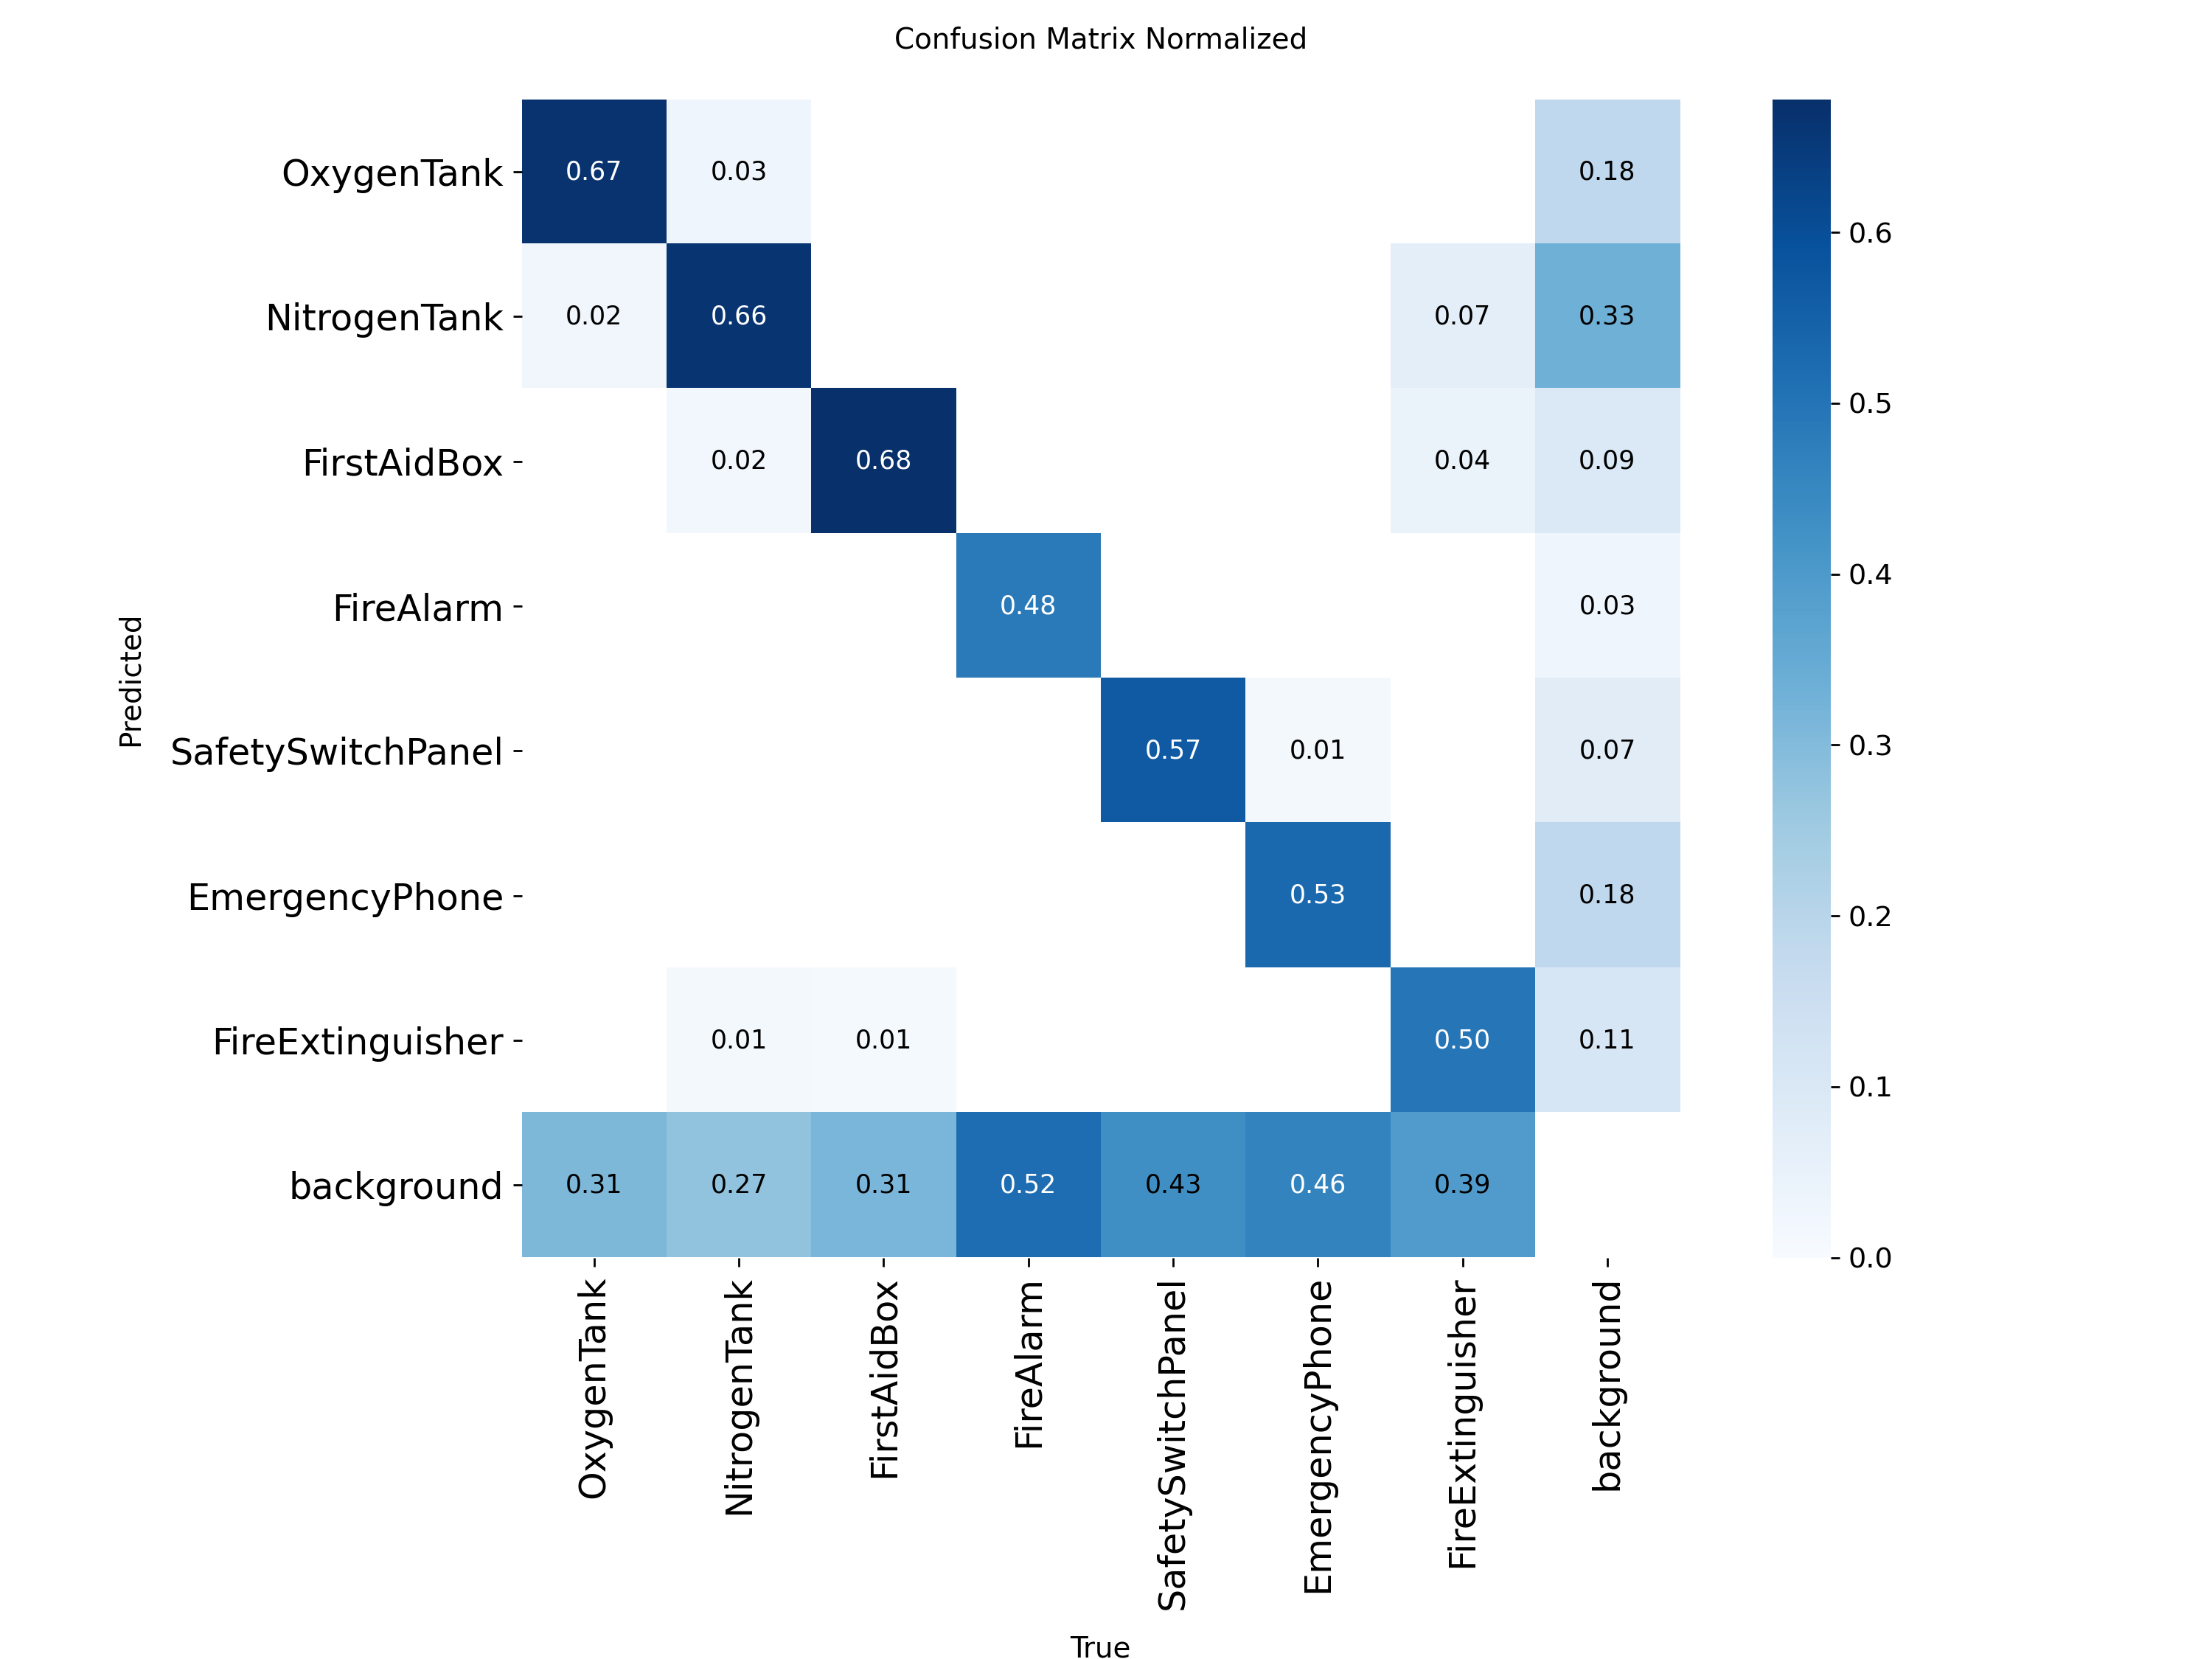 Confusion Matrix Normalized
OxygenTank 0.67 0.03 0.18
NitrogenTank 0.02 0.66 0.07 0.33
FirstAidBox 0.02 0.68 0.04 0.09
FireAlarm 0.48 0.03
SafetySwitchPanel 0.57 0.01 0.07
EmergencyPhone 0.53 0.18
FireExtinguisher 0.01 0.01 0.50 0.11
background 0.31 0.27 0.31 0.52 0.43 0.46 0.39
Predicted
OxygenTank
NitrogenTank
FirstAidBox
FireAlarm
SafetySwitchPanel
EmergencyPhone
FireExtinguisher
background
True
0.6
0.5
0.4
0.3
0.2
0.1
0.0